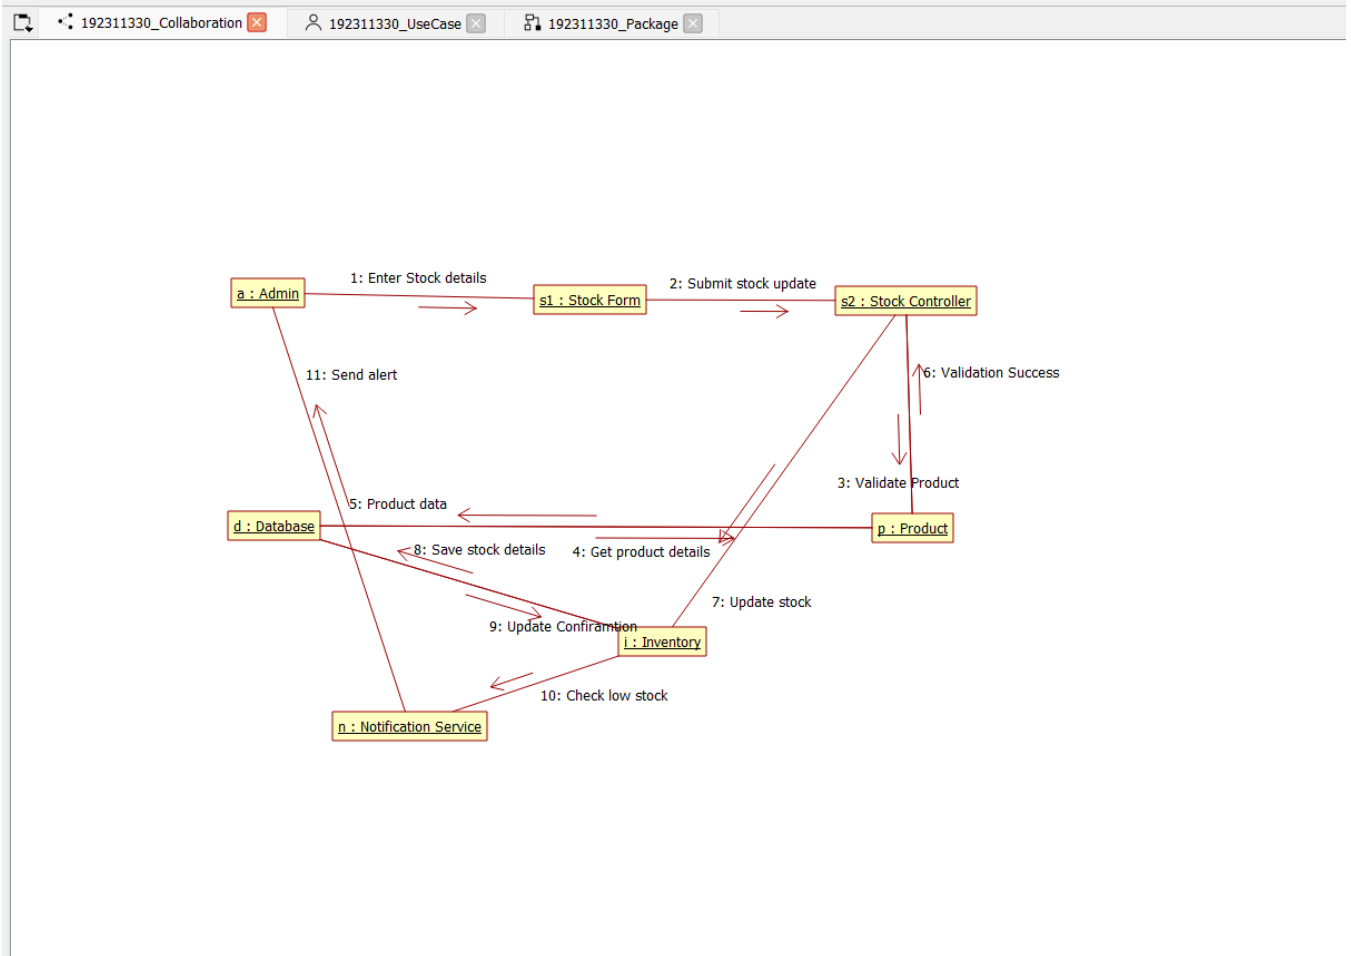 192311330_Collaboration
192311330_UseCase
192311330_Package
1: Enter Stock details
2: Submit stock update
a : Admin
s1 : Stock Form
s2 : Stock Controller
11: Send alert
6: Validation Success
3: Validate Product
5: Product data
d : Database
p : Product
8: Save stock details
4: Get product details
7: Update stock
9: Update Confiramtion
i : Inventory
10: Check low stock
n : Notification Service